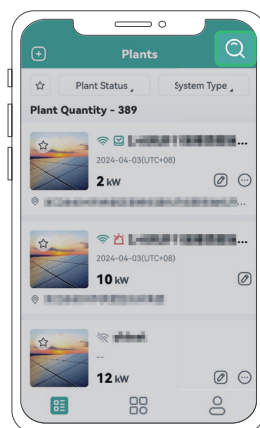 Plants
Plant Status
System Type
Plant Quantity - 389
...
2024-04-03(UTC+08)
2 kW
...
...
2024-04-03(UTC+08)
10 kW
--
12 kW